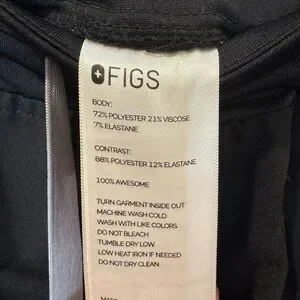 FIGS
BODY:
72% POLYESTER 21% VISCOSE
7% ELASTANE
CONTRAST:
88% POLYESTER 12% ELASTANE
100% AWESOME
TURN GARMENT INSIDE OUT
MACHINE WASH COLD
WASH WITH LIKE COLORS
DO NOT BLEACH
TUMBLE DRY LOW
LOW HEAT IRON IF NEEDED
DO NOT DRY CLEAN